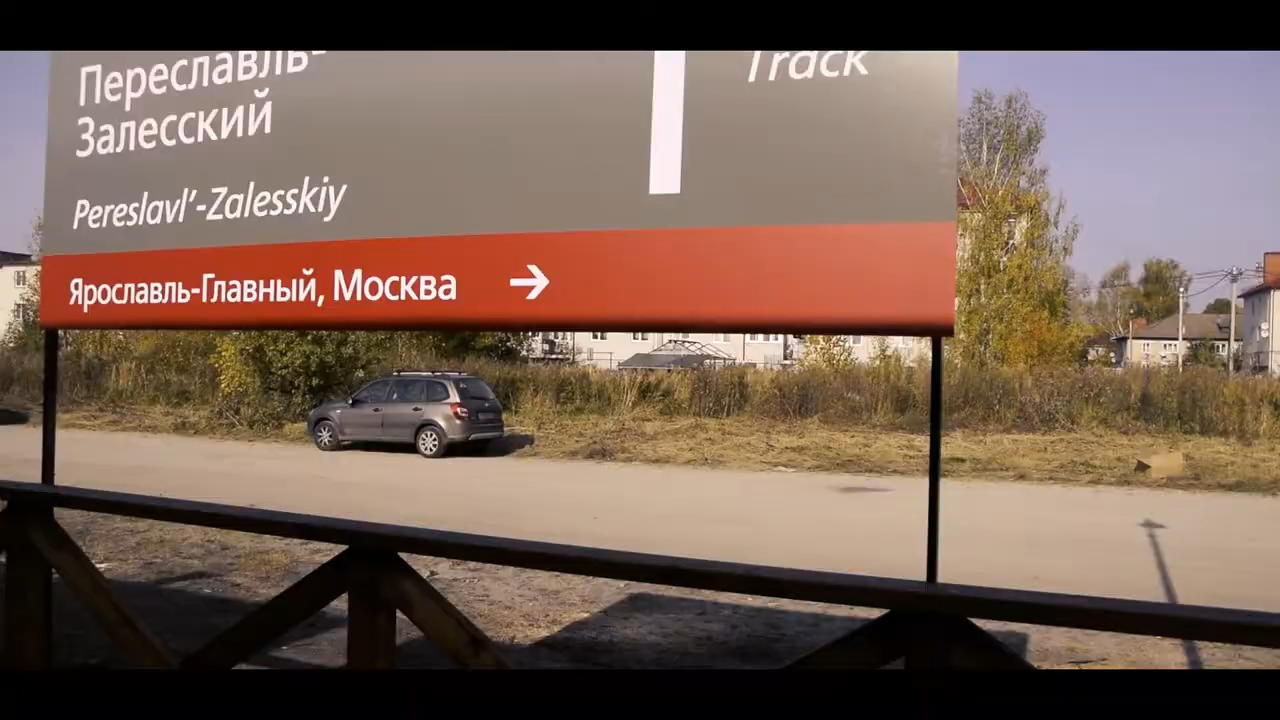 Переславль-
Залесский
Track
Pereslavl’-Zalesskiy
Ярославль-Главный, Москва →